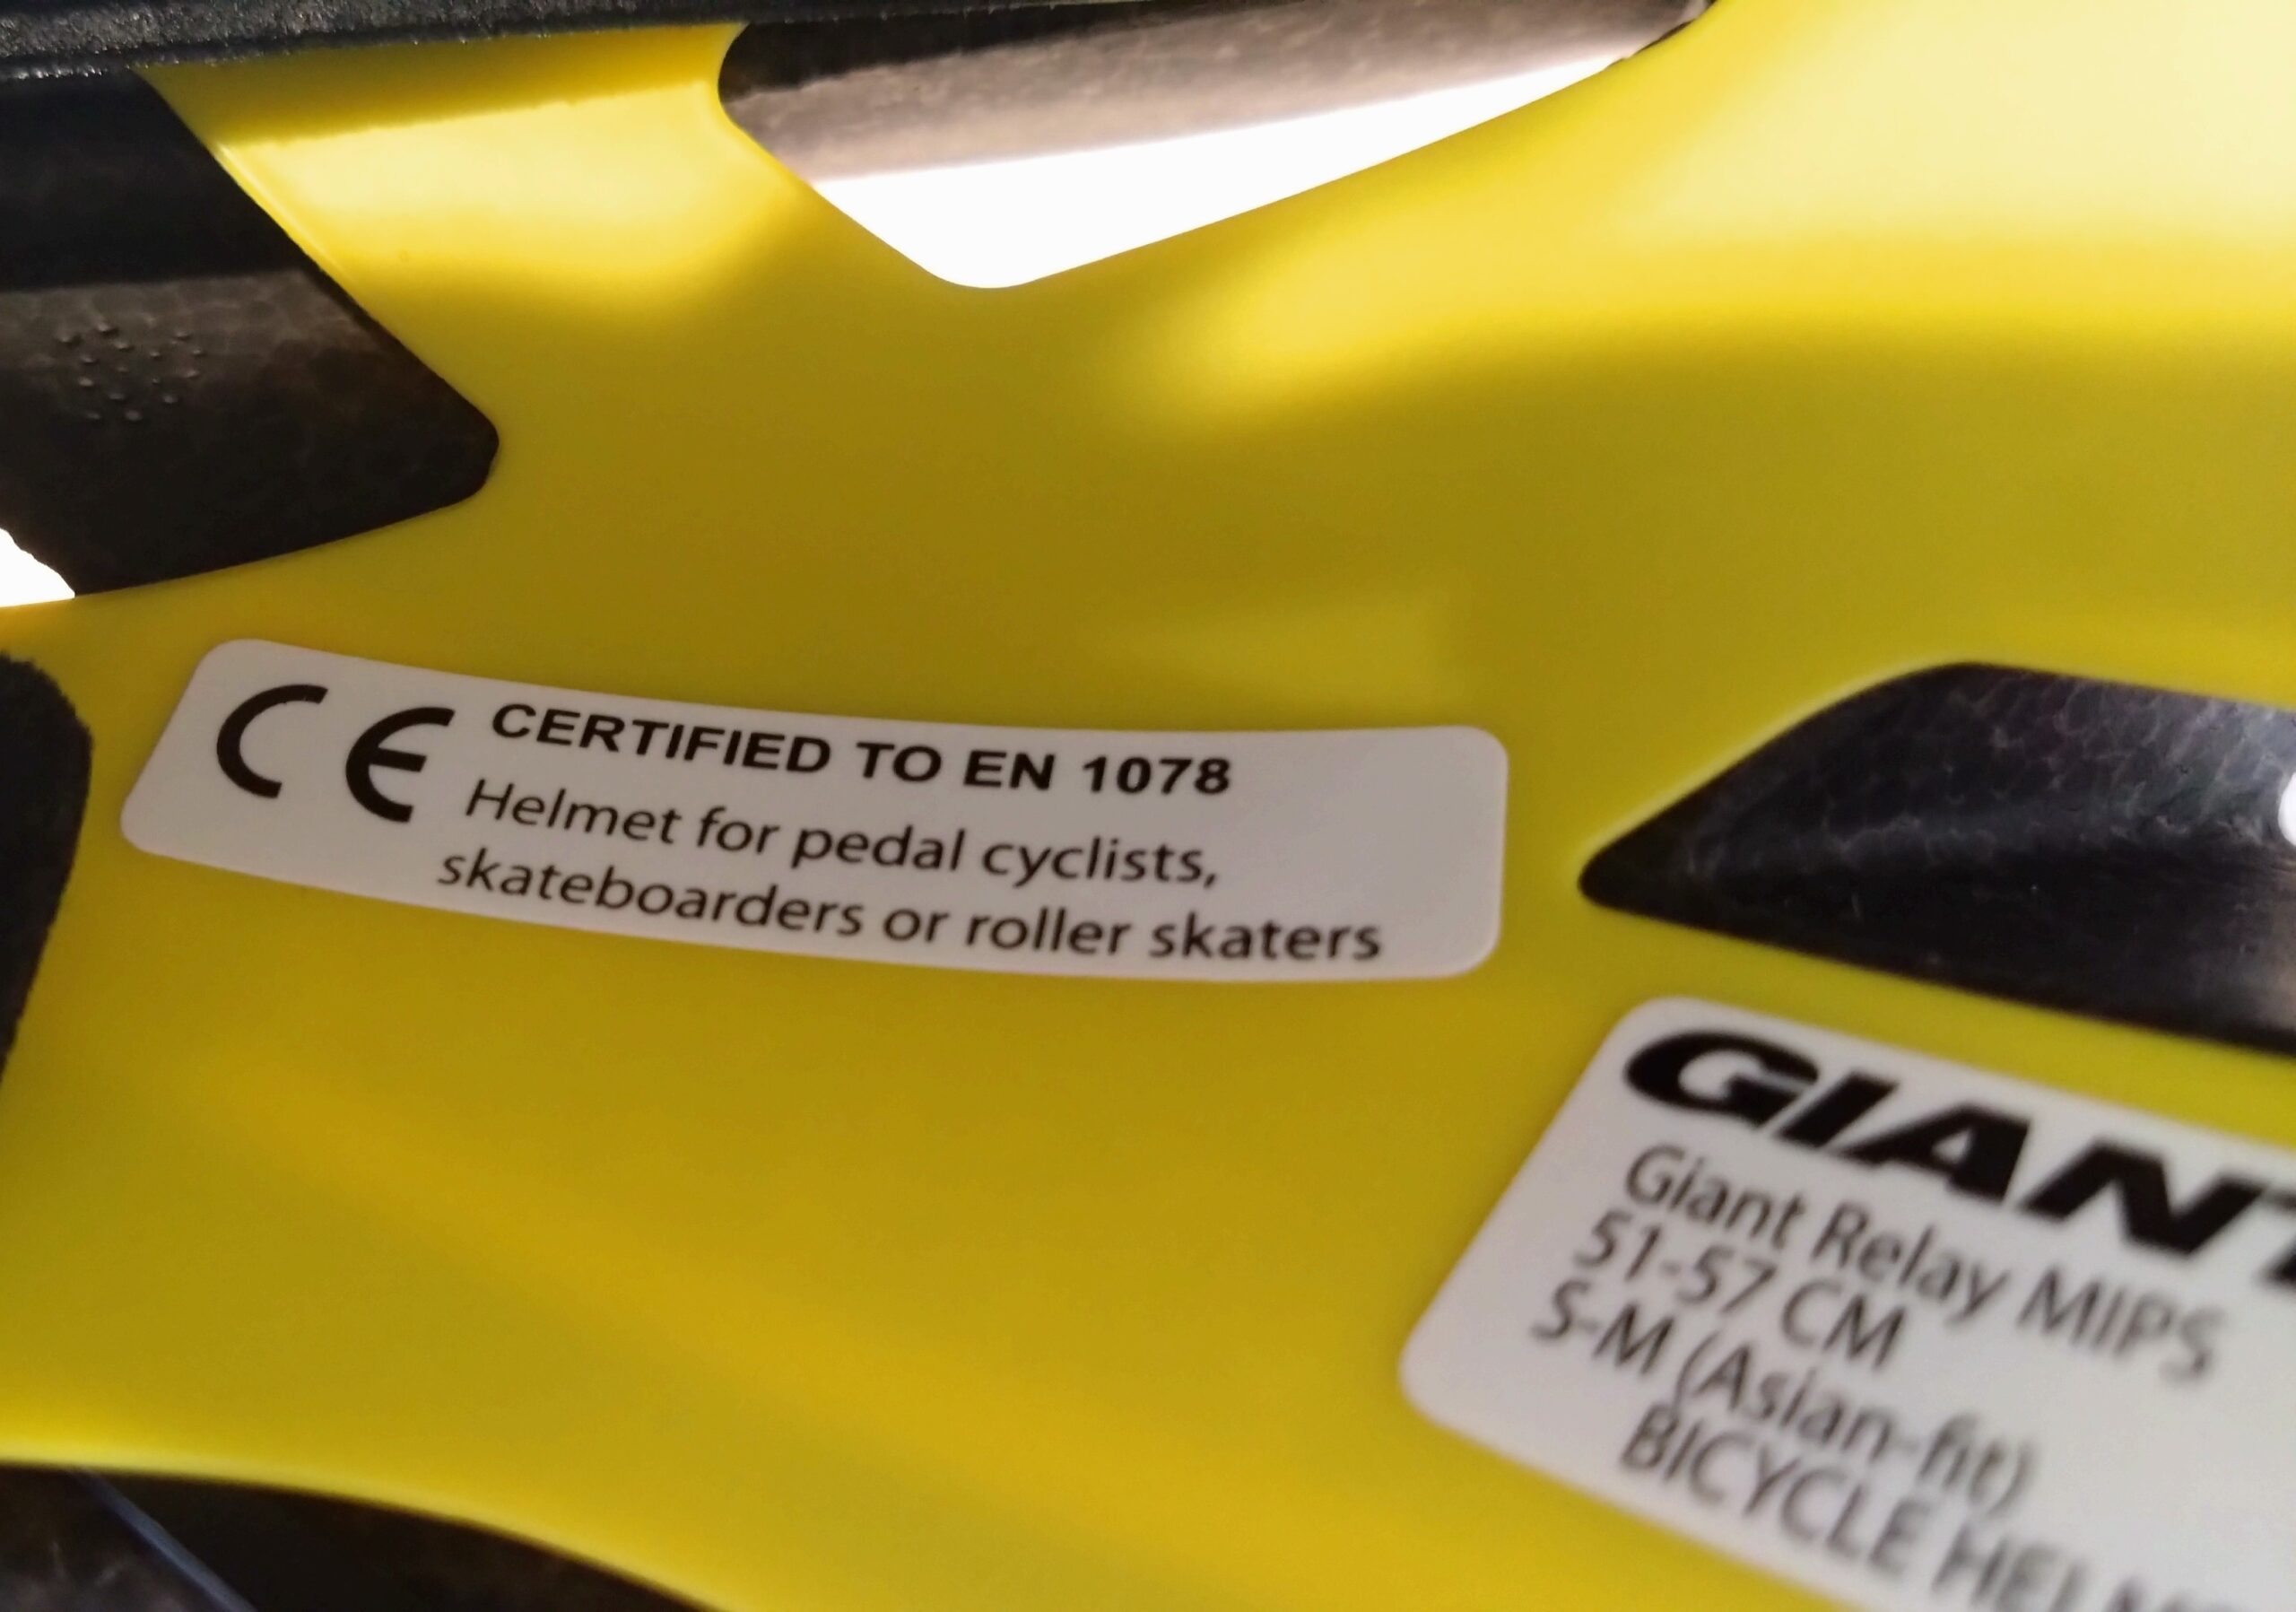 CE CERTIFIED TO EN 1078
Helmet for pedal cyclists,
skateboarders or roller skaters
GIANT
Giant Relay MIPS
51-57 CM
S-M (Asian-fit)
BICYCLE